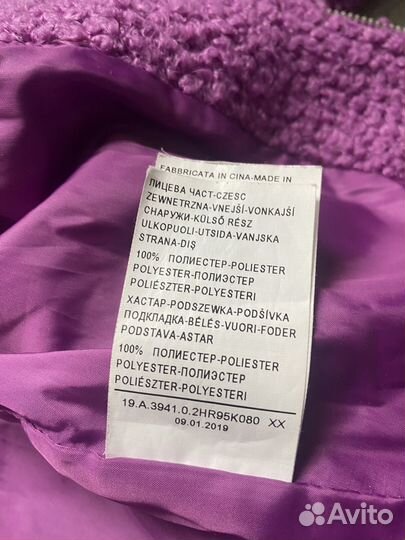 FABBRICATA IN CINA-MADE IN
ЛИЦЕВА ЧАСТ-CZESC
ZEWNETRZNA-VNEJŠÍ-VONKAJŠÍ
СНАРУЖИ-KÜLSŐ RÉSZ
ULKOPUOLI-UTSIDA-VANJSKA
STRANA-DIŞ
100% ПОЛИЕСТЕР-POLIESTER
POLYESTER-ПОЛИЭСТЕР
POLIÉSZTER-POLYESTERI
ХАСТАР-PODSZEWKA-PODŠÍVKA
ПОДКЛАДКА-BÉLÉS-VUORI-FODER
PODSTAVA-ASTAR
100% ПОЛИЕСТЕР-POLIESTER
POLYESTER-ПОЛИЭСТЕР
POLIÉSZTER-POLYESTERI
19.A.3941.0.2HR95K080 XX
09.01.2019
Avito